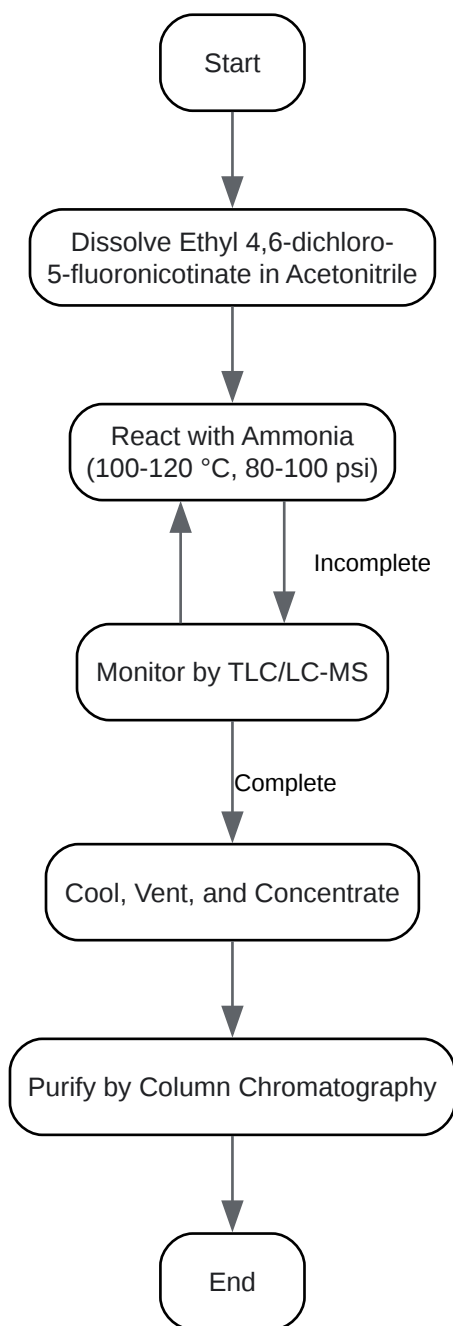 Start
Dissolve Ethyl 4,6-dichloro-
5-fluoronicotinate in Acetonitrile
React with Ammonia
(100-120 °C, 80-100 psi)
Incomplete
Monitor by TLC/LC-MS
Complete
Cool, Vent, and Concentrate
Purify by Column Chromatography
End